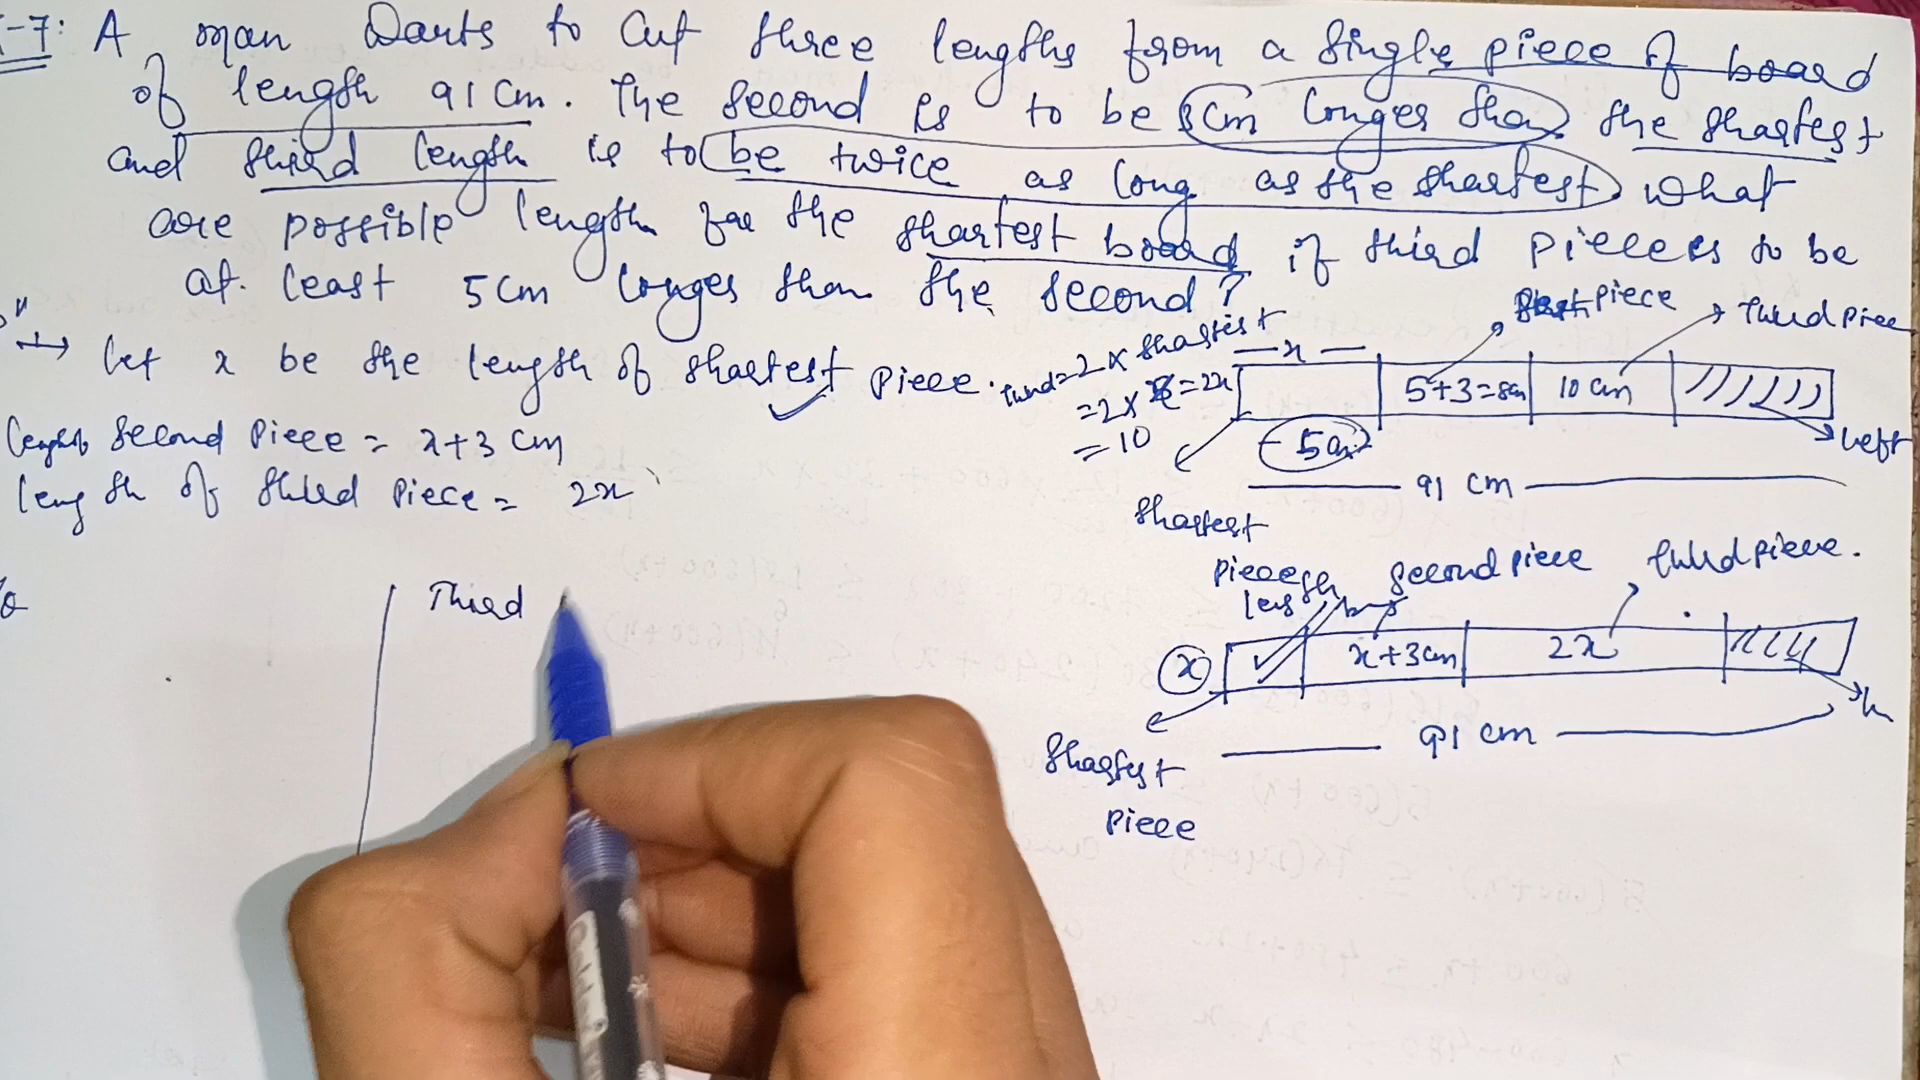 -7: A man wants to cut three lengths from a single piece of board
of length 91 cm. The second is to be 3cm longer than the shortest
and third length is to be twice as long as the shortest. what
are possible length for the shortest board if third piece is to be
at least 5 cm longer than the second?
let x be the length of shortest piece.
length second piece = x+3 cm
length of third piece = 2x
Third
third=2x shortest
=2x x=2x
=10
x
5+3=8cm
10 cm
piece
third piece
left
5cm
91 cm
shortest
piece
length
second piece
third piece.
x
x+3cm
2x
91 cm
shortest
piece